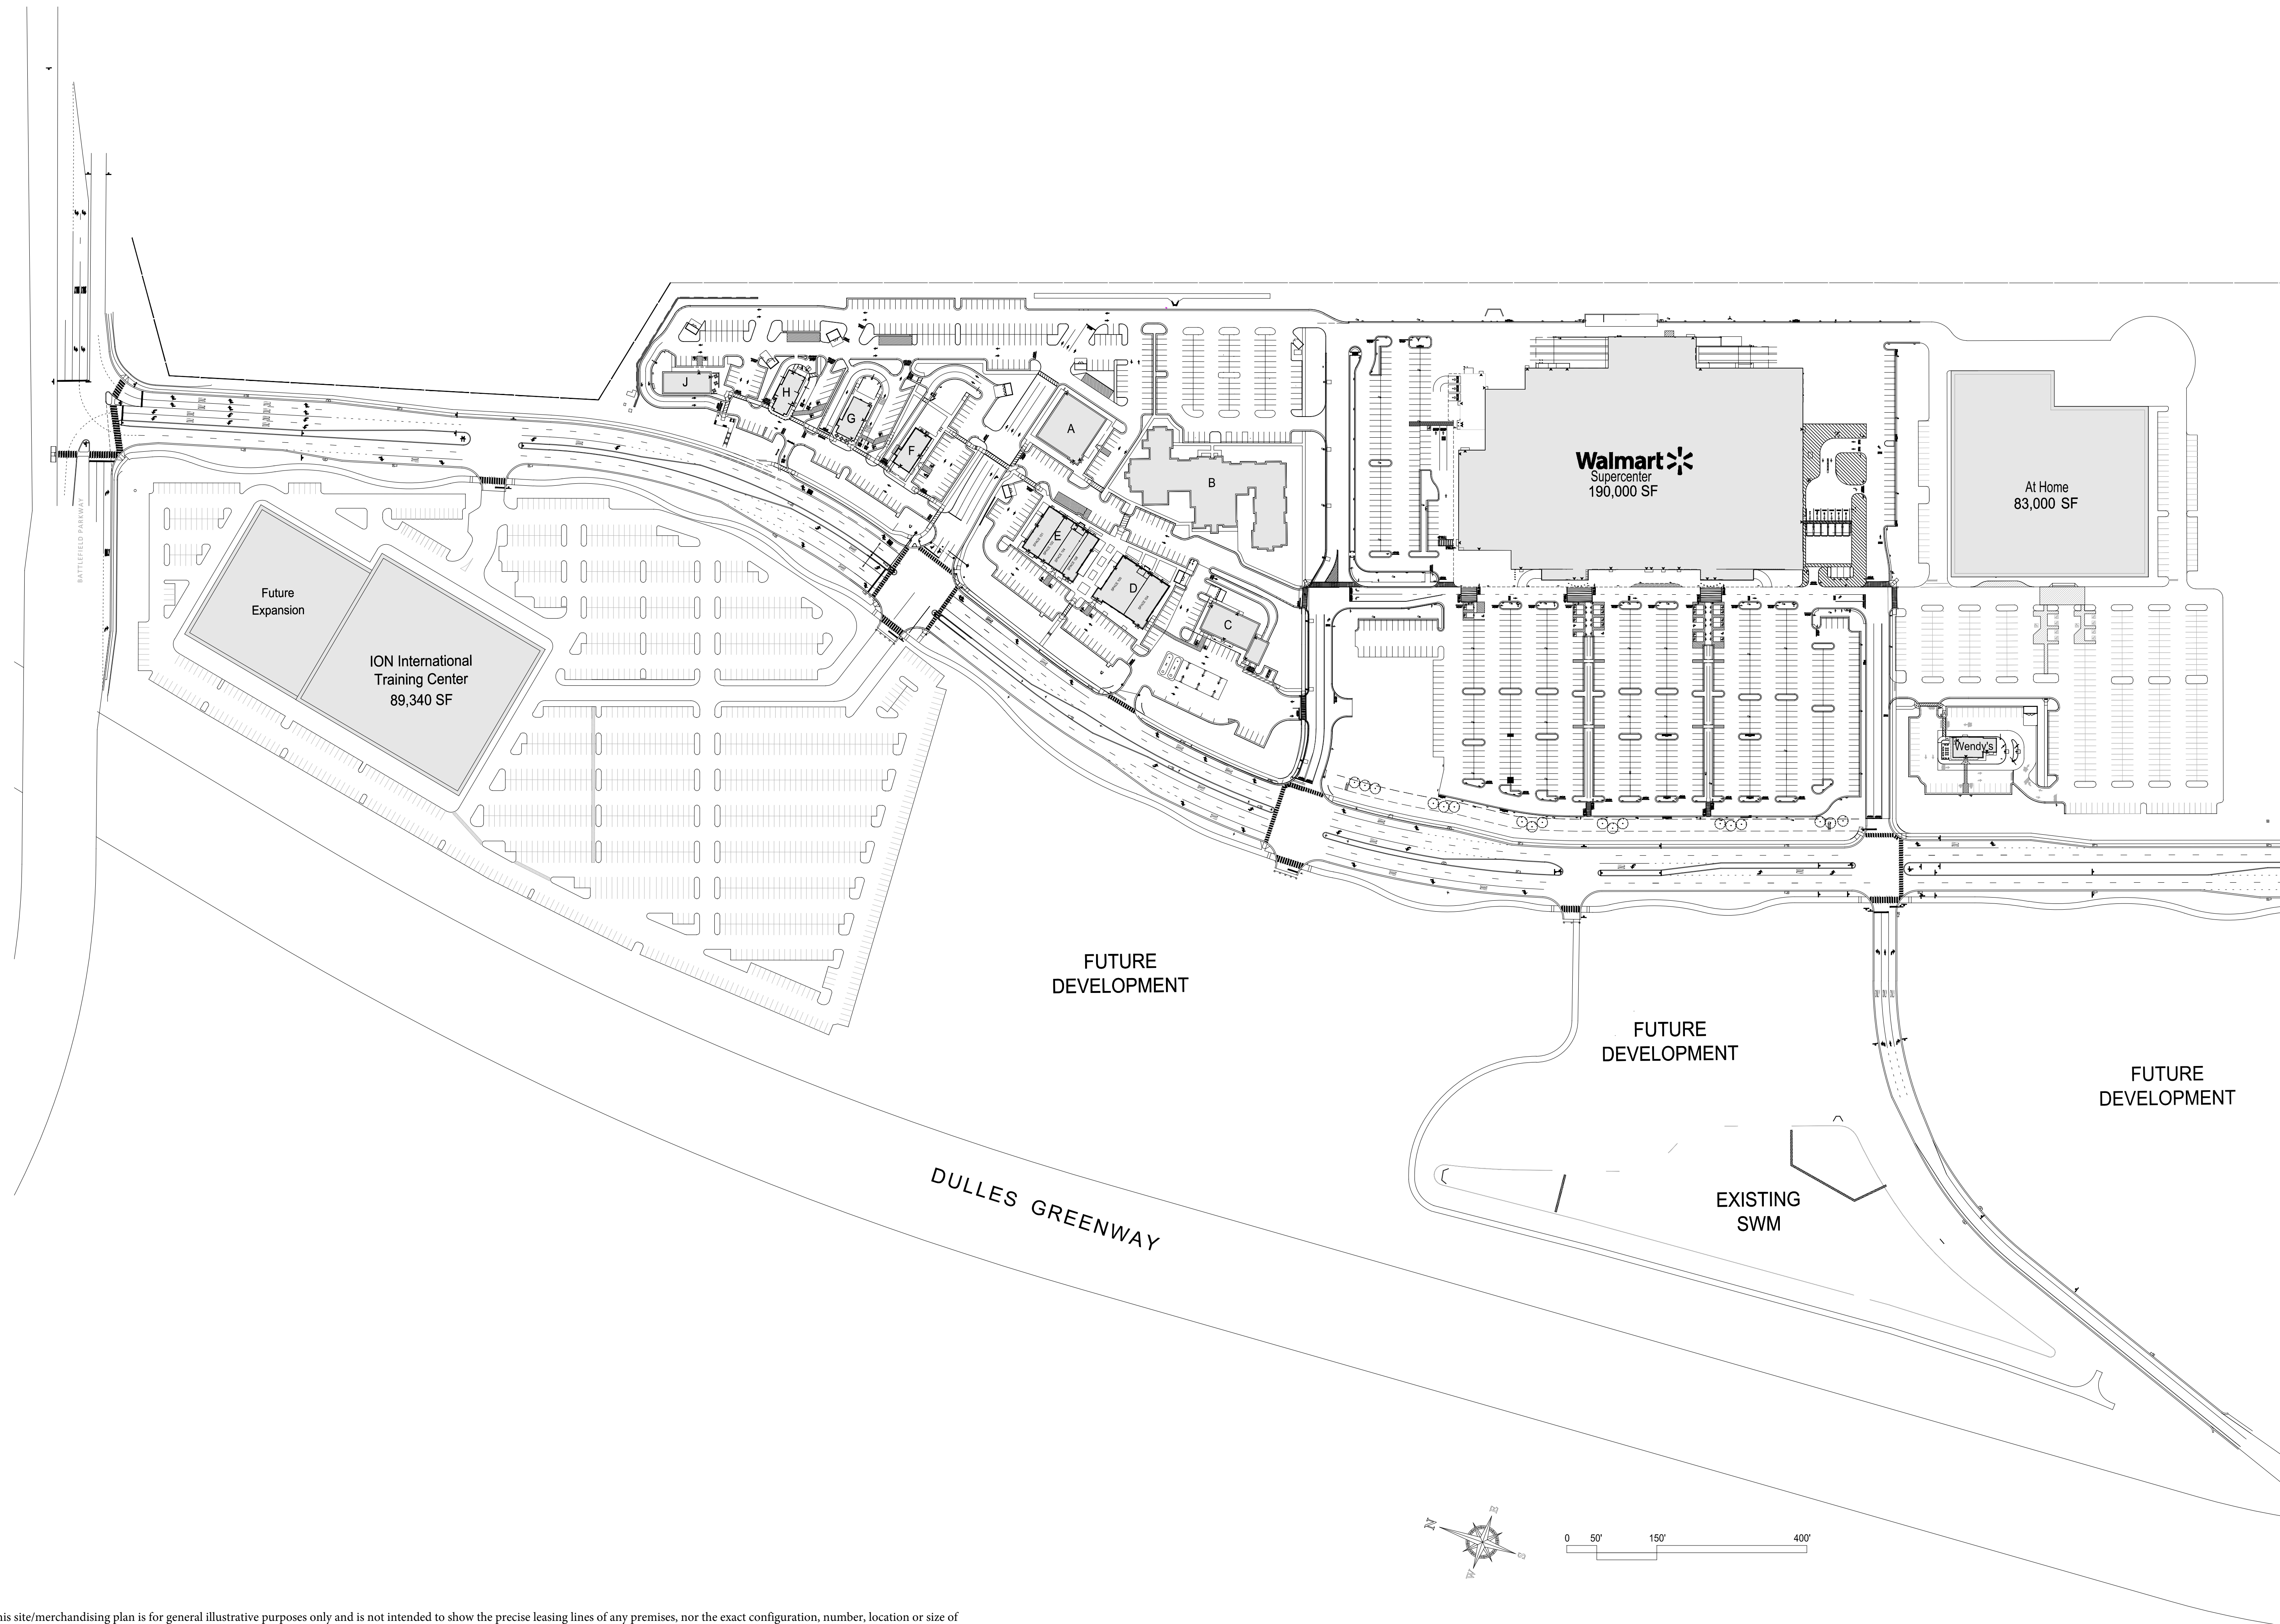 J
H
G
F
A
B
E
D
C
Walmart
Supercenter
190,000 SF
At Home
83,000 SF
Wendy's
BATTLEFIELD PARKWAY
Future
Expansion
ION International
Training Center
89,340 SF
FUTURE
DEVELOPMENT
FUTURE
DEVELOPMENT
FUTURE
DEVELOPMENT
EXISTING
SWM
DULLES GREENWAY
N
E
S
W
0 50' 150' 400'
his site/merchandising plan is for general illustrative purposes only and is not intended to show the precise leasing lines of any premises, nor the exact configuration, number, location or size of